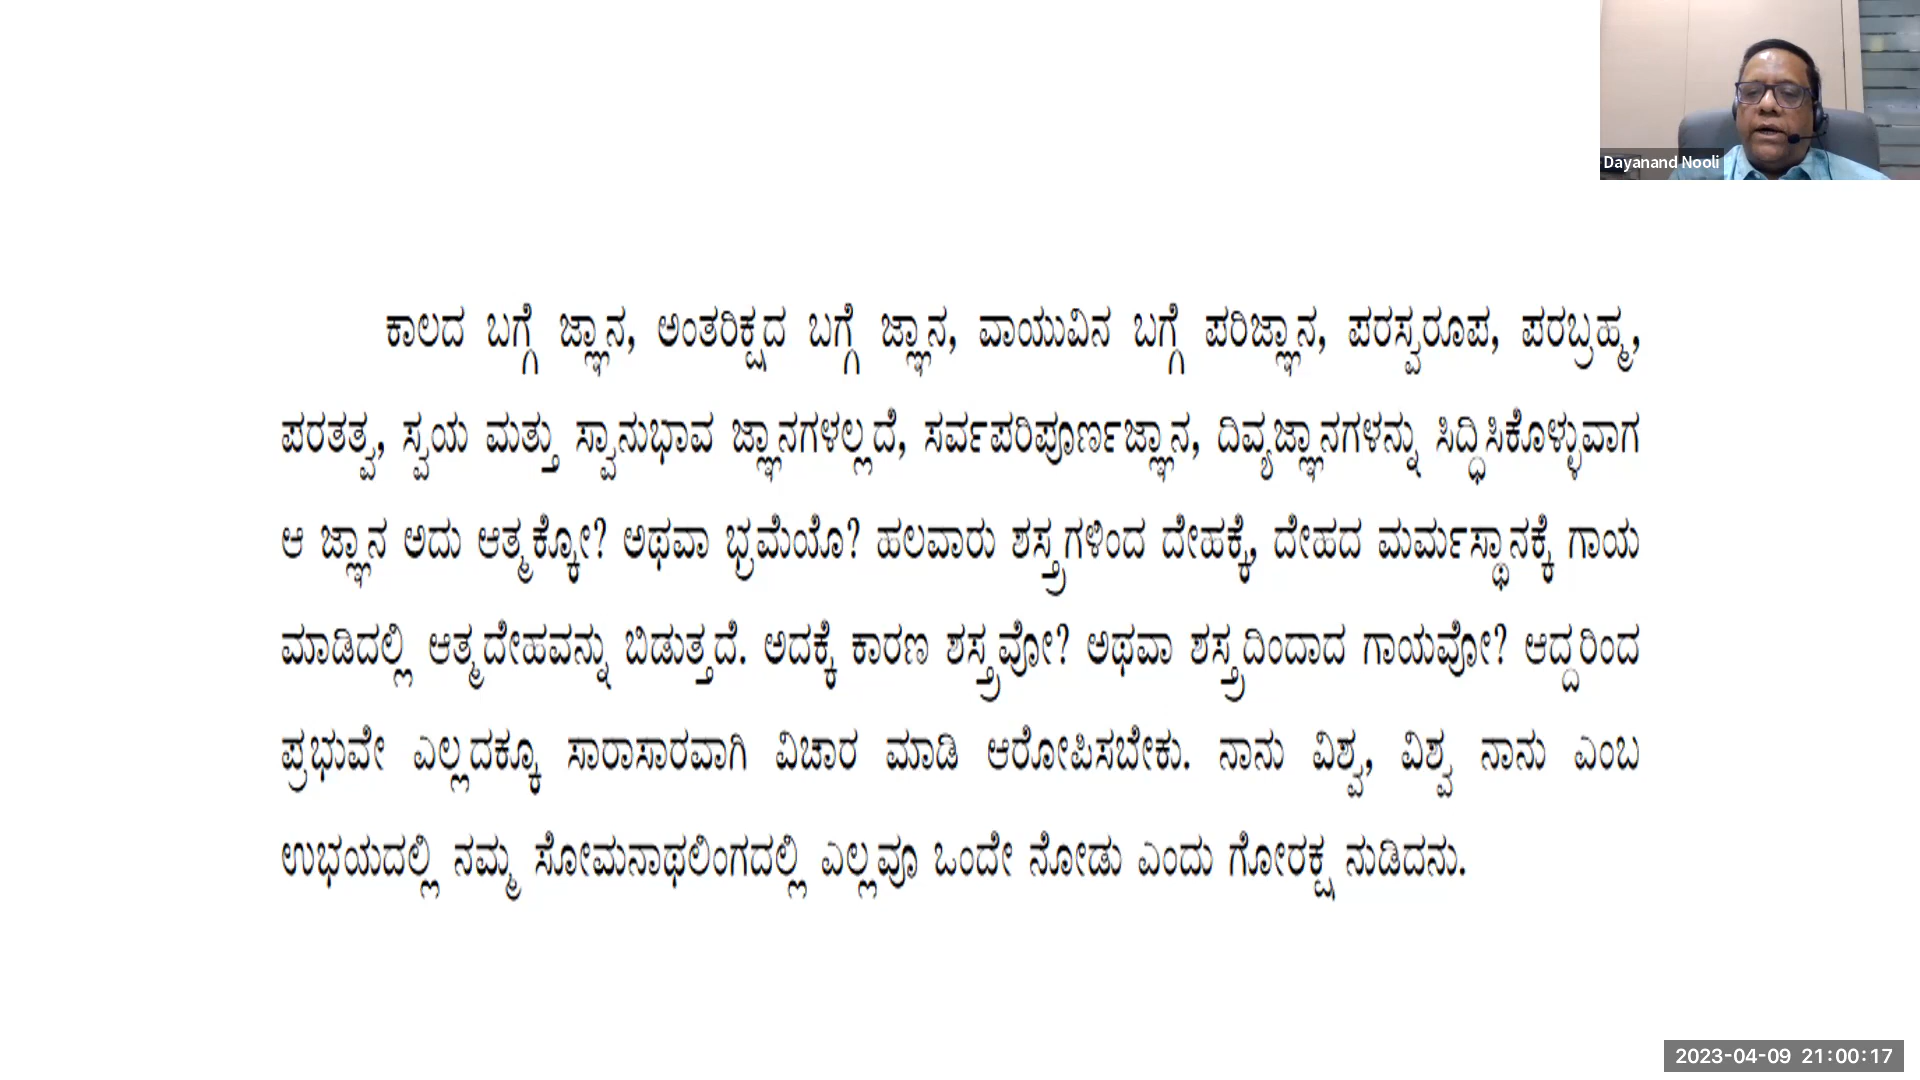 Dayanand Nooli
ಕಾಲದ ಬಗ್ಗೆ ಜ್ಞಾನ, ಅಂತರಿಕ್ಷದ ಬಗ್ಗೆ ಜ್ಞಾನ, ವಾಯುವಿನ ಬಗ್ಗೆ ಪರಿಜ್ಞಾನ, ಪರಸ್ವರೂಪ, ಪರಬ್ರಹ್ಮ,
ಪರತತ್ವ, ಸ್ವಯ ಮತ್ತು ಸ್ವಾನುಭಾವ ಜ್ಞಾನಗಳಲ್ಲದೆ, ಸರ್ವಪರಿಪೂರ್ಣಜ್ಞಾನ, ದಿವ್ಯಜ್ಞಾನಗಳನ್ನು ಸಿದ್ಧಿಸಿಕೊಳ್ಳುವಾಗ
ಆ ಜ್ಞಾನ ಅದು ಆತ್ಮಕ್ಕೋ? ಅಥವಾ ಭ್ರಮೆಯೊ? ಹಲವಾರು ಶಸ್ತ್ರಗಳಿಂದ ದೇಹಕ್ಕೆ, ದೇಹದ ಮರ್ಮಸ್ಥಾನಕ್ಕೆ ಗಾಯ
ಮಾಡಿದಲ್ಲಿ ಆತ್ಮದೇಹವನ್ನು ಬಿಡುತ್ತದೆ. ಅದಕ್ಕೆ ಕಾರಣ ಶಸ್ತ್ರವೋ? ಅಥವಾ ಶಸ್ತ್ರದಿಂದಾದ ಗಾಯವೋ? ಆದ್ದರಿಂದ
ಪ್ರಭುವೇ ಎಲ್ಲದಕ್ಕೂ ಸಾರಾಸಾರವಾಗಿ ವಿಚಾರ ಮಾಡಿ ಆರೋಪಿಸಬೇಕು. ನಾನು ವಿಶ್ವ, ವಿಶ್ವ ನಾನು ಎಂಬ
ಉಭಯದಲ್ಲಿ ನಮ್ಮ ಸೋಮನಾಥಲಿಂಗದಲ್ಲಿ ಎಲ್ಲವೂ ಒಂದೇ ನೋಡು ಎಂದು ಗೋರಕ್ಷ ನುಡಿದನು.
2023-04-09 21:00:17